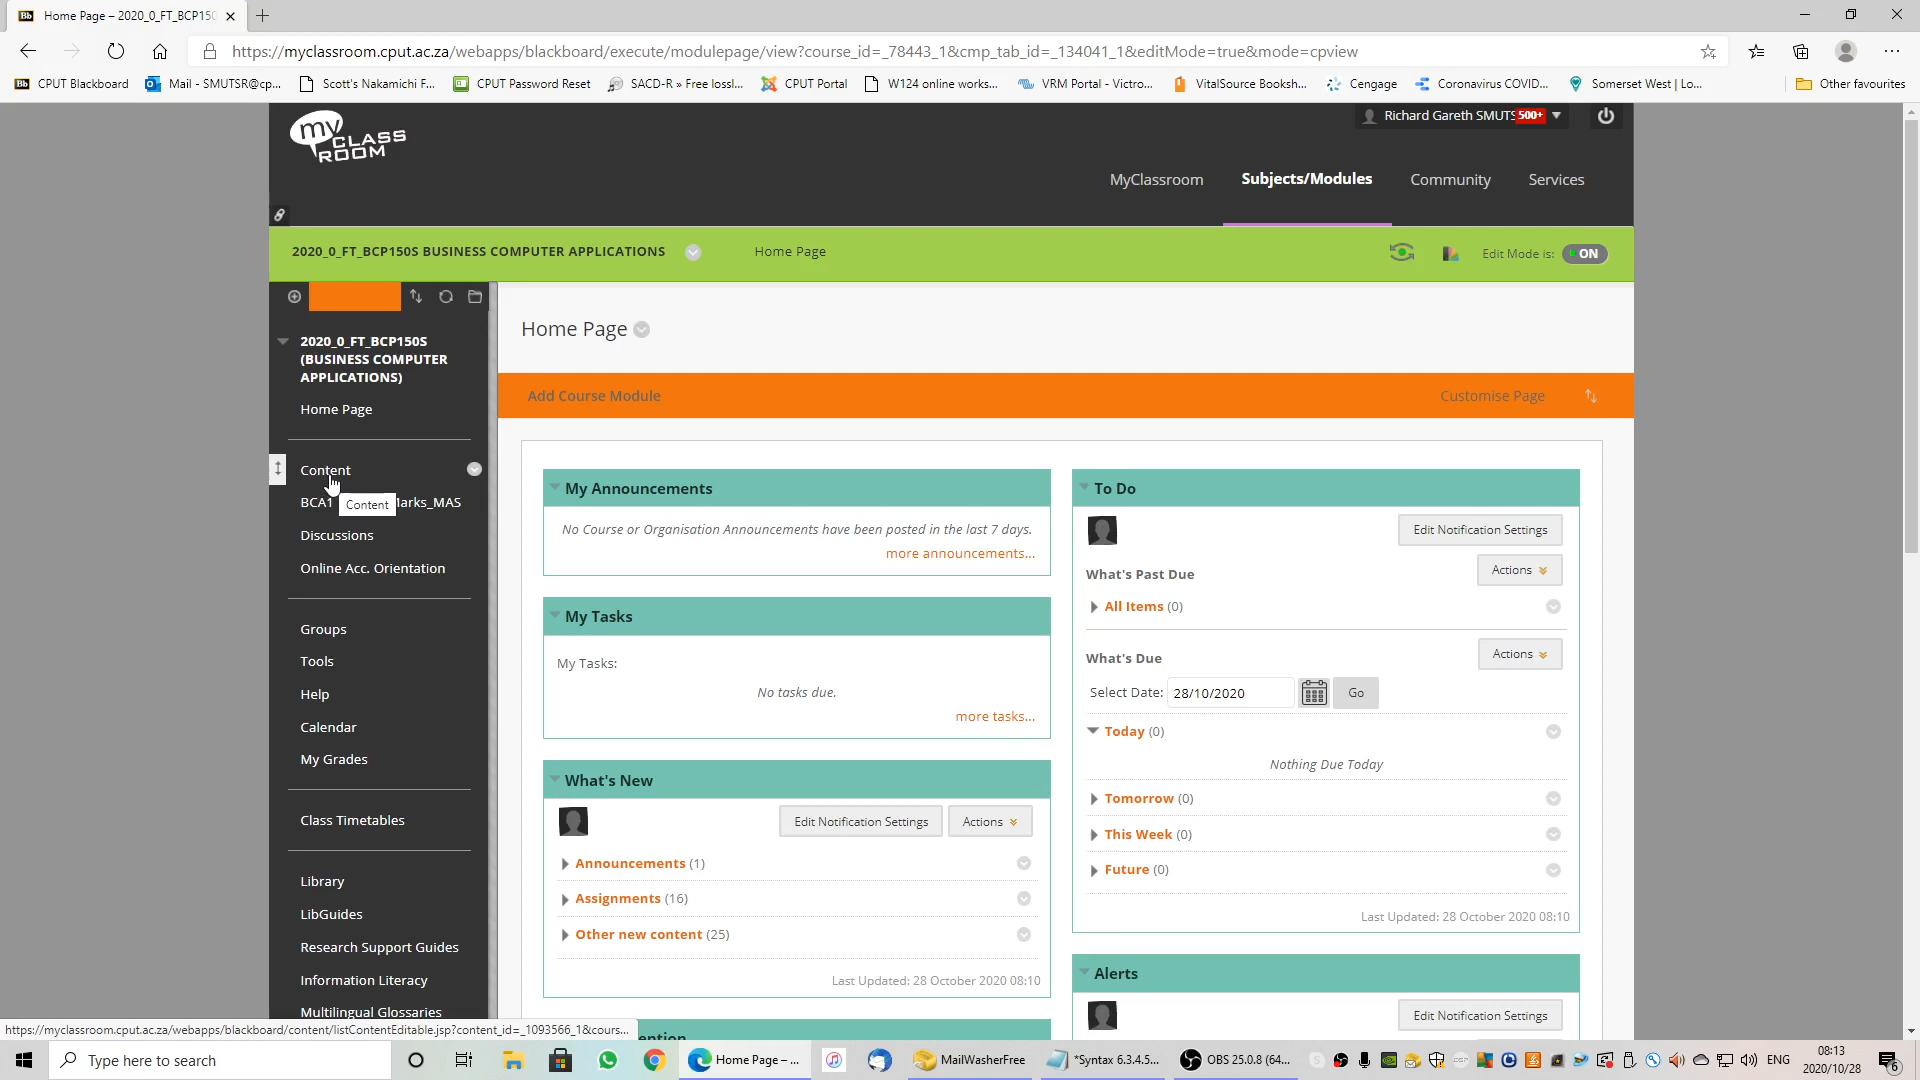 Home Page – 2020_0_FT_BCP150
https://myclassroom.cput.ac.za/webapps/blackboard/execute/modulepage/view?course_id=_78443_1&cmp_tab_id=_134041_1&editMode=true&mode=cpview
CPUT Blackboard
Mail - SMUTSR@cp...
Scott's Nakamichi F...
CPUT Password Reset
SACD-R » Free lossl...
CPUT Portal
W124 online works...
VRM Portal - Victro...
VitalSource Booksh...
Cengage
Coronavirus COVID...
Somerset West | Lo...
Other favourites
my
CLASS
ROOM
Richard Gareth SMUTS 500+
MyClassroom
Subjects/Modules
Community
Services
2020_0_FT_BCP150S BUSINESS COMPUTER APPLICATIONS
Home Page
Edit Mode is: ON
2020_0_FT_BCP150S
(BUSINESS COMPUTER
APPLICATIONS)
Home Page
Content
BCA1
Content
Marks_MAS
Discussions
Online Acc. Orientation
Groups
Tools
Help
Calendar
My Grades
Class Timetables
Library
LibGuides
Research Support Guides
Information Literacy
Multilingual Glossaries
Home Page
Add Course Module
Customise Page
My Announcements
No Course or Organisation Announcements have been posted in the last 7 days.
more announcements...
My Tasks
My Tasks:
No tasks due.
more tasks...
What's New
Edit Notification Settings
Actions
Announcements (1)
Assignments (16)
Other new content (25)
Last Updated: 28 October 2020 08:10
To Do
Edit Notification Settings
What's Past Due
Actions
All Items (0)
What's Due
Actions
Select Date: 28/10/2020 Go
Today (0)
Nothing Due Today
Tomorrow (0)
This Week (0)
Future (0)
Last Updated: 28 October 2020 08:10
Alerts
Edit Notification Settings
https://myclassroom.cput.ac.za/webapps/blackboard/content/listContentEditable.jsp?content_id=_1093566_1&cours...
Type here to search
Home Page – ...
MailWasherFree
*Syntax 6.3.4.5...
OBS 25.0.8 (64...
ENG
08:13
2020/10/28
6